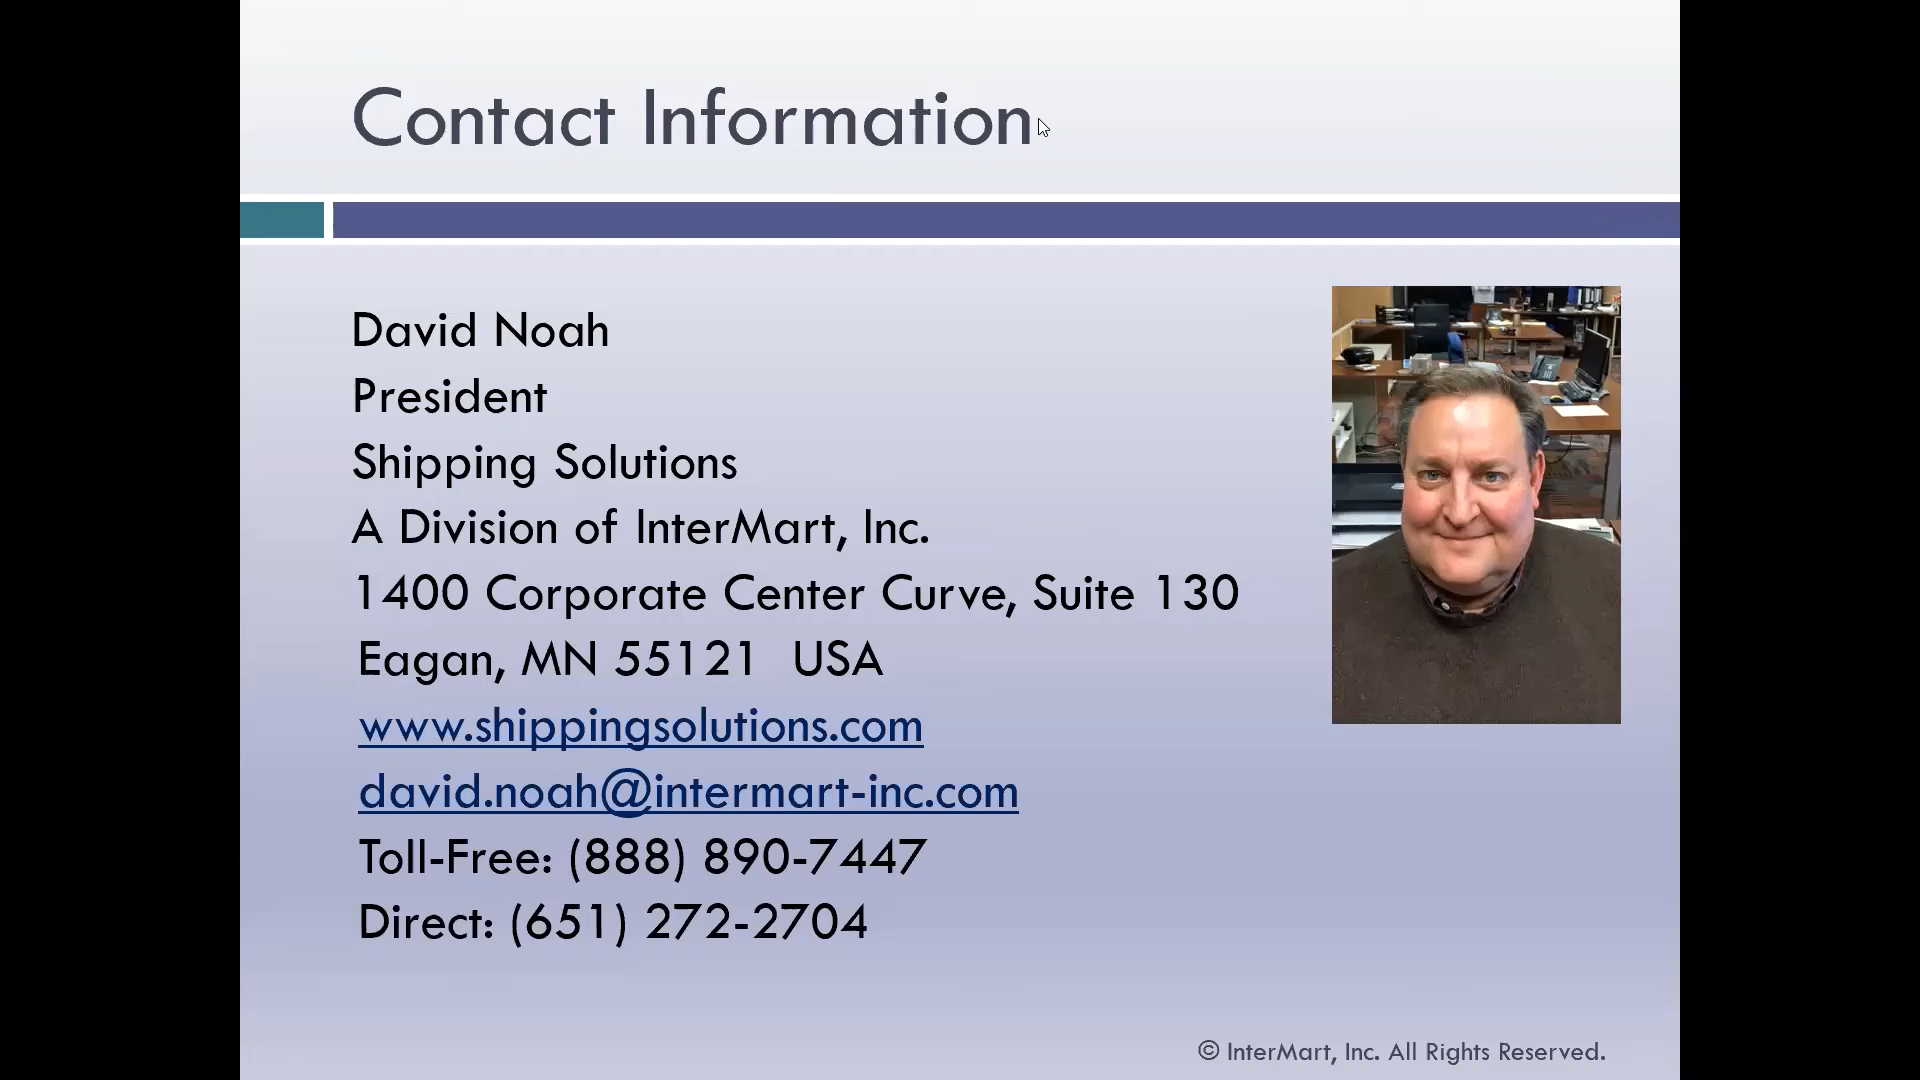 Contact Information
David Noah
President
Shipping Solutions
A Division of InterMart, Inc.
1400 Corporate Center Curve, Suite 130
Eagan, MN 55121  USA
www.shippingsolutions.com
david.noah@intermart-inc.com
Toll-Free: (888) 890-7447
Direct: (651) 272-2704
© InterMart, Inc. All Rights Reserved.